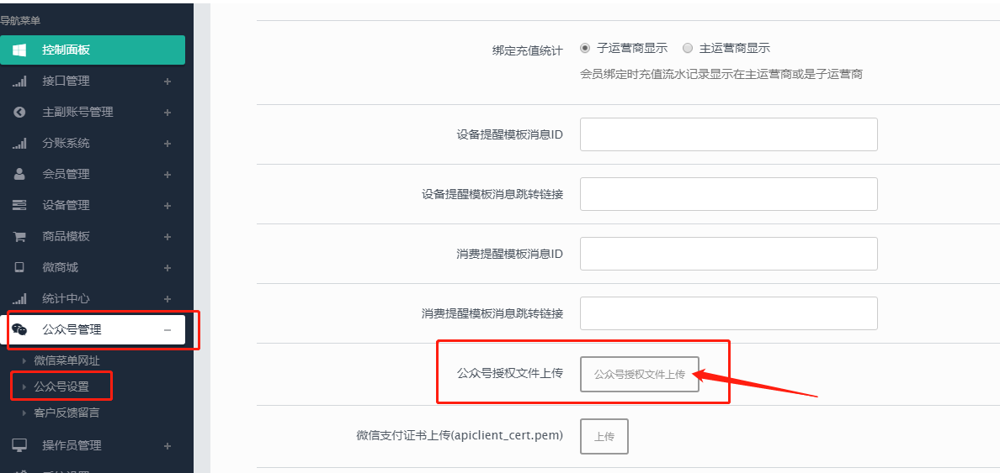 导航菜单
控制面板
接口管理
主副账号管理
分账系统
会员管理
设备管理
商品模板
微商城
统计中心
公众号管理
微信菜单网址
公众号设置
客户反馈留言
操作员管理
绑定充值统计 子运营商显示 主运营商显示
会员绑定时充值流水记录显示在主运营商或是子运营商
设备提醒模板消息ID
设备提醒模板消息跳转链接
消费提醒模板消息ID
消费提醒模板消息跳转链接
公众号授权文件上传 公众号授权文件上传
微信支付证书上传(apiclient_cert.pem) 上传